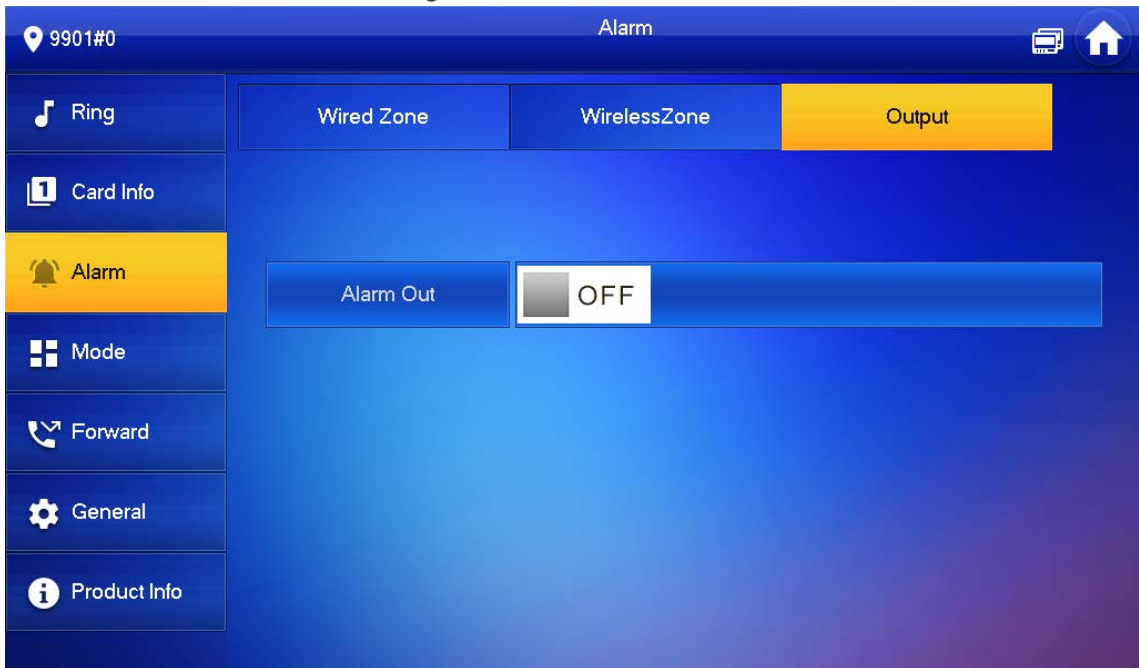 9901#0
Alarm
Ring
Wired Zone
WirelessZone
Output
1
Card Info
Alarm
Alarm Out
OFF
Mode
Forward
General
i
Product Info